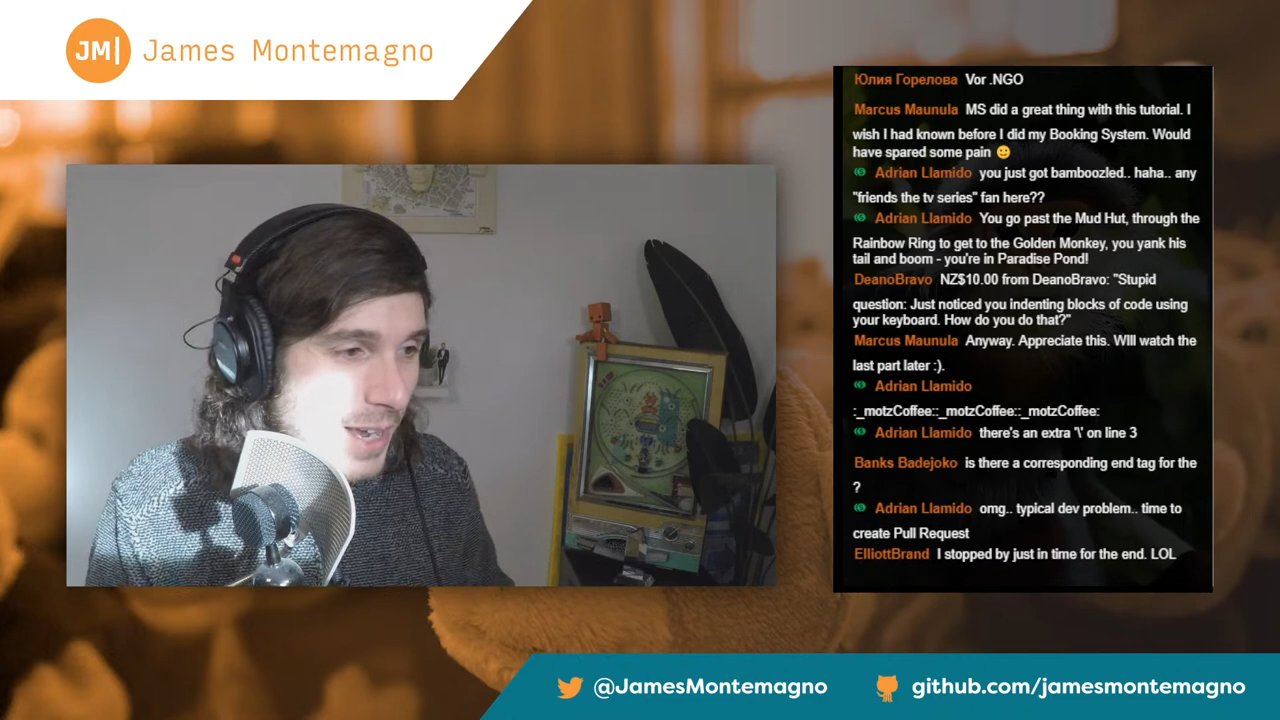 JM| James Montemagno
Юлия Горелова Vor .NGO
Marcus Maunula MS did a great thing with this tutorial. I
wish I had known before I did my Booking System. Would
have spared some pain 🙂
Adrian Llamido you just got bamboozled.. haha.. any
"friends the tv series" fan here??
Adrian Llamido You go past the Mud Hut, through the
Rainbow Ring to get to the Golden Monkey, you yank his
tail and boom - you're in Paradise Pond!
DeanoBravo NZ$10.00 from DeanoBravo: "Stupid
question: Just noticed you indenting blocks of code using
your keyboard. How do you do that?"
Marcus Maunula Anyway. Appreciate this. WIll watch the
last part later :).
Adrian Llamido
:_motzCoffee::_motzCoffee::_motzCoffee:
Adrian Llamido there's an extra '\' on line 3
Banks Badejoko is there a corresponding end tag for the
?
Adrian Llamido omg.. typical dev problem.. time to
create Pull Request
ElliottBrand I stopped by just in time for the end. LOL
@JamesMontemagno
github.com/jamesmontemagno